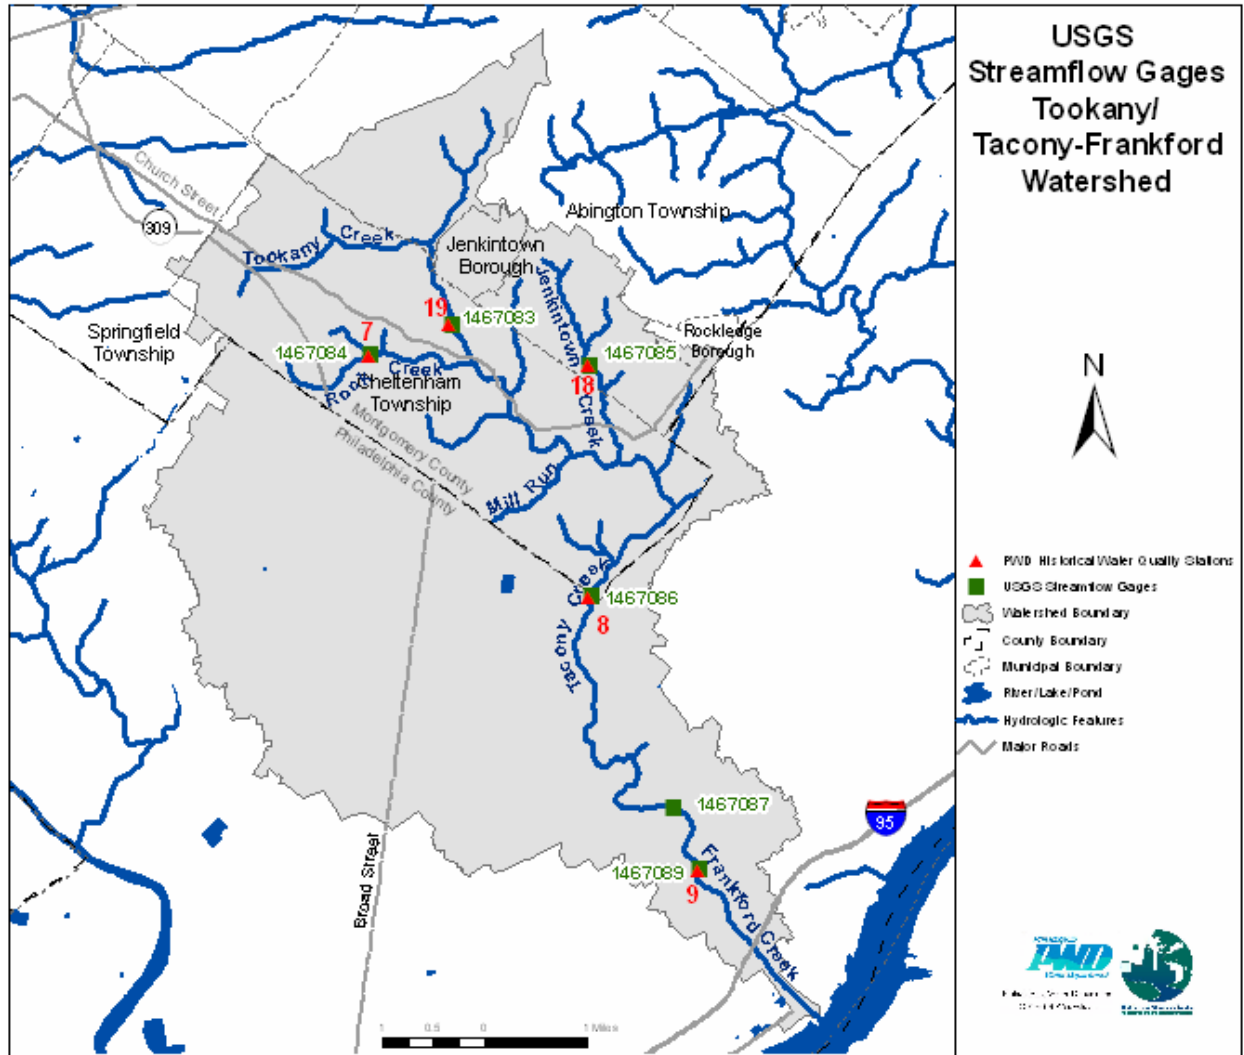 USGS
Streamflow Gages
Tookany/
Tacony-Frankford
Watershed
Church Street
309
Abington Township
Tookany Creek
Jenkintown
Borough
Jenkintown Creek
19
1467083
Springfield
Township
7
1467084
Rock Creek
Cheltenham
Township
1467085
18
Rockledge
Borough
Montgomery County
Philadelphia County
Mill Run
N
Tacony Creek
1467086
8
PWD Historical Water Quality Stations
USGS Streamflow Gages
Watershed Boundary
County Boundary
Municipal Boundary
River/Lake/Pond
Hydrologic Features
Major Roads
1467087
95
Broad Street
1467089
9
Frankford Creek
PWD
1 0.5 0 1 Miles